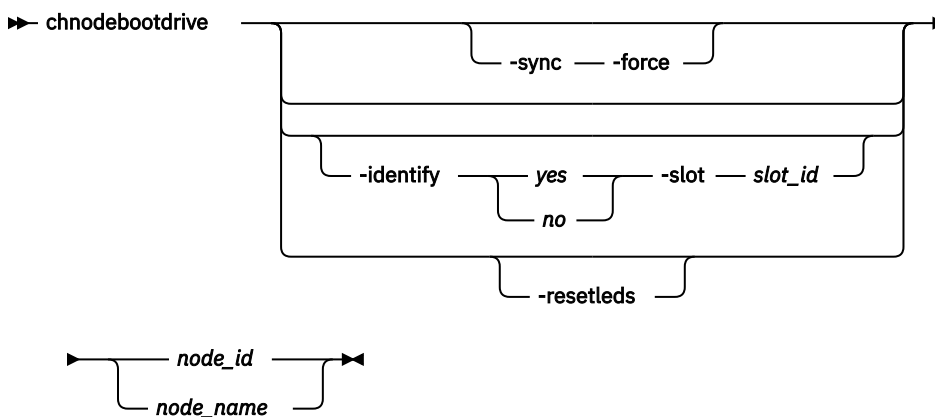 chnodebootdrive
-sync -force
-identify yes -slot slot_id
no
-resetleds
node_id
node_name